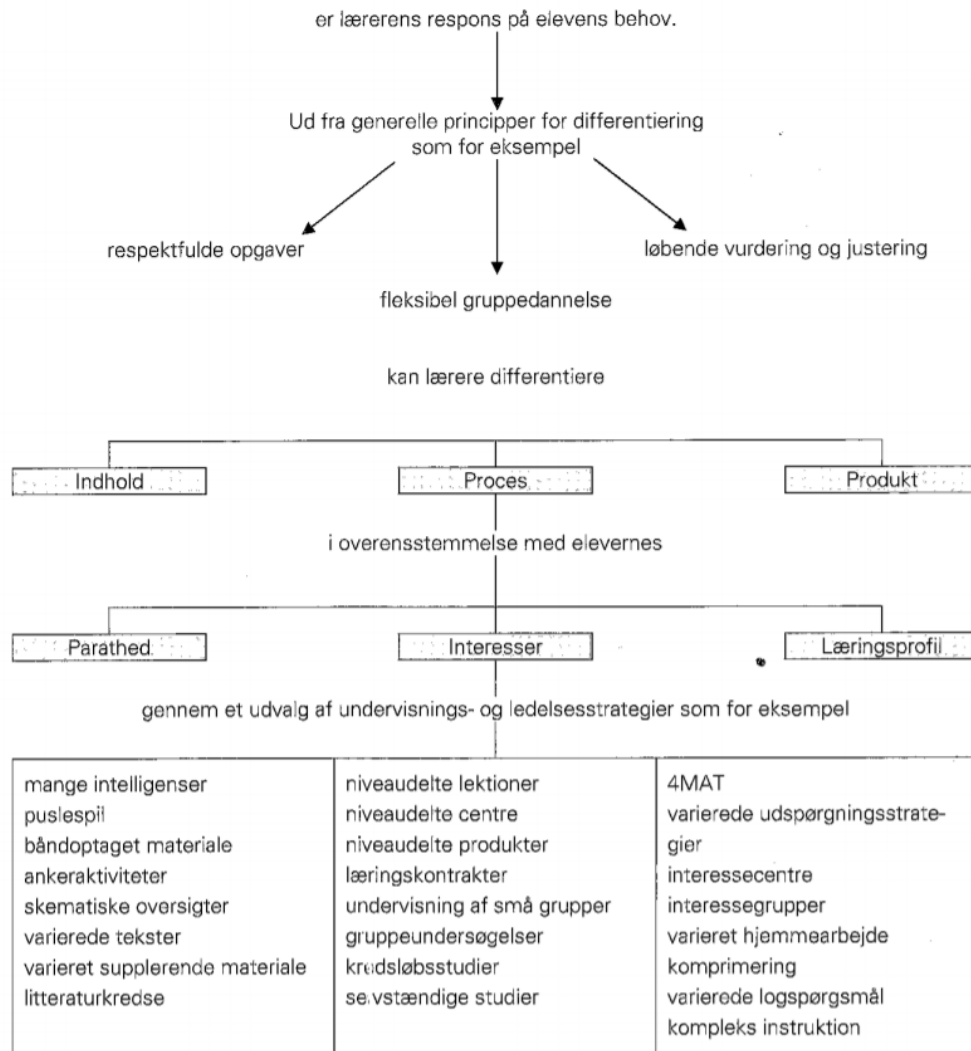 er lærerens respons på elevens behov.
Ud fra generelle principper for differentiering
som for eksempel
respektfulde opgaver
løbende vurdering og justering
fleksibel gruppedannelse
kan lærere differentiere
Indhold
Proces
Produkt
i overensstemmelse med elevernes
Parathed
Interesser
Læringsprofil
gennem et udvalg af undervisnings- og ledelsesstrategier som for eksempel
mange intelligenser
puslespil
båndoptaget materiale
ankeraktiviteter
skematiske oversigter
varierede tekster
varieret supplerende materiale
litteraturkredse
niveaudelte lektioner
niveaudelte centre
niveaudelte produkter
læringskontrakter
undervisning af små grupper
gruppeundersøgelser
kredsløbsstudier
selvstændige studier
4MAT
varierede udspørgningsstrate-
gier
interessecentre
interessegrupper
varieret hjemmearbejde
komprimering
varierede logspørgsmål
kompleks instruktion